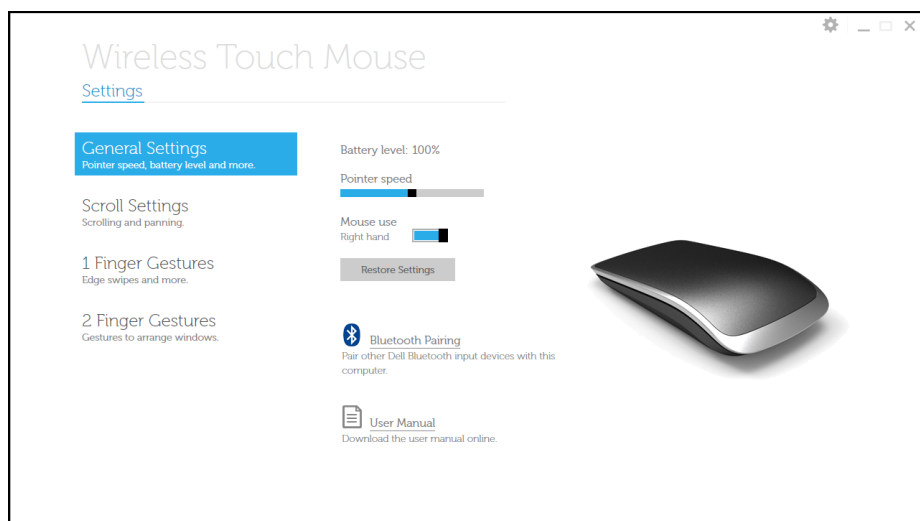 Wireless Touch Mouse
Settings
General Settings
Pointer speed, battery level and more.
Scroll Settings
Scrolling and panning.
1 Finger Gestures
Edge swipes and more.
2 Finger Gestures
Gestures to arrange windows.
Battery level: 100%
Pointer speed
Mouse use
Right hand
Restore Settings
Bluetooth Pairing
Pair other Dell Bluetooth input devices with this
computer.
User Manual
Download the user manual online.